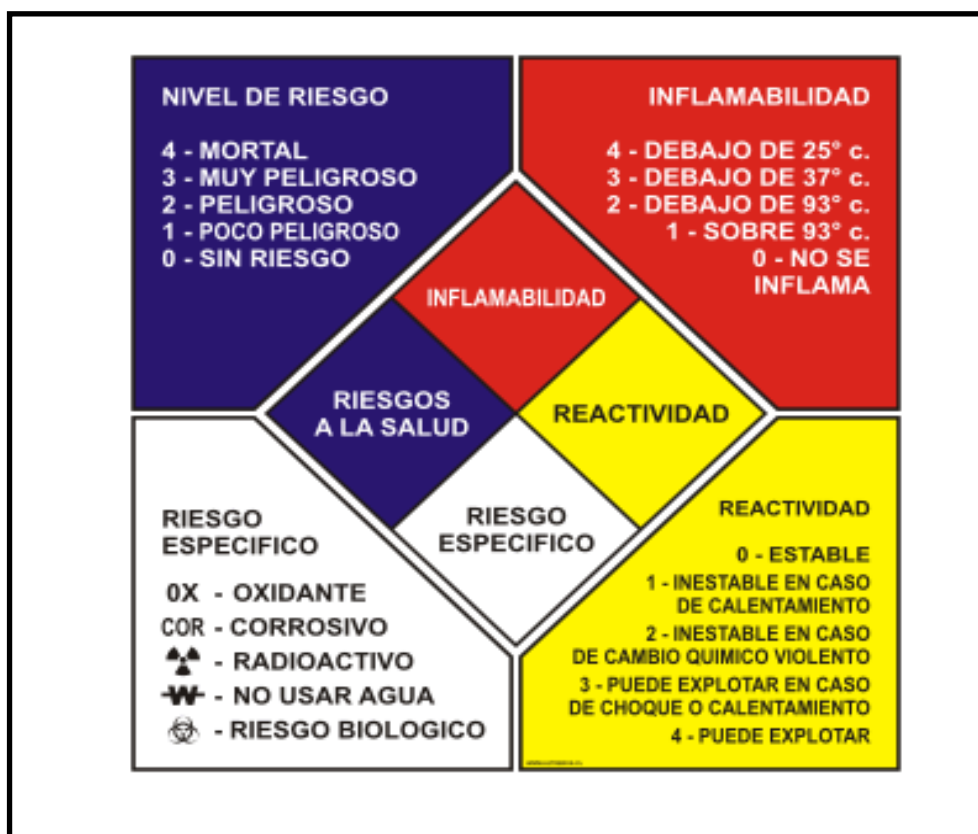 NIVEL DE RIESGO
4 - MORTAL
3 - MUY PELIGROSO
2 - PELIGROSO
1 - POCO PELIGROSO
0 - SIN RIESGO
INFLAMABILIDAD
4 - DEBAJO DE 25° c.
3 - DEBAJO DE 37° c.
2 - DEBAJO DE 93° c.
1 - SOBRE 93° c.
0 - NO SE
INFLAMA
INFLAMABILIDAD
RIESGOS
A LA SALUD
REACTIVIDAD
RIESGO
ESPECIFICO
RIESGO
ESPECIFICO
0X - OXIDANTE
COR - CORROSIVO
- RADIOACTIVO
W - NO USAR AGUA
- RIESGO BIOLOGICO
REACTIVIDAD
0 - ESTABLE
1 - INESTABLE EN CASO
DE CALENTAMIENTO
2 - INESTABLE EN CASO
DE CAMBIO QUIMICO VIOLENTO
3 - PUEDE EXPLOTAR EN CASO
DE CHOQUE O CALENTAMIENTO
4 - PUEDE EXPLOTAR